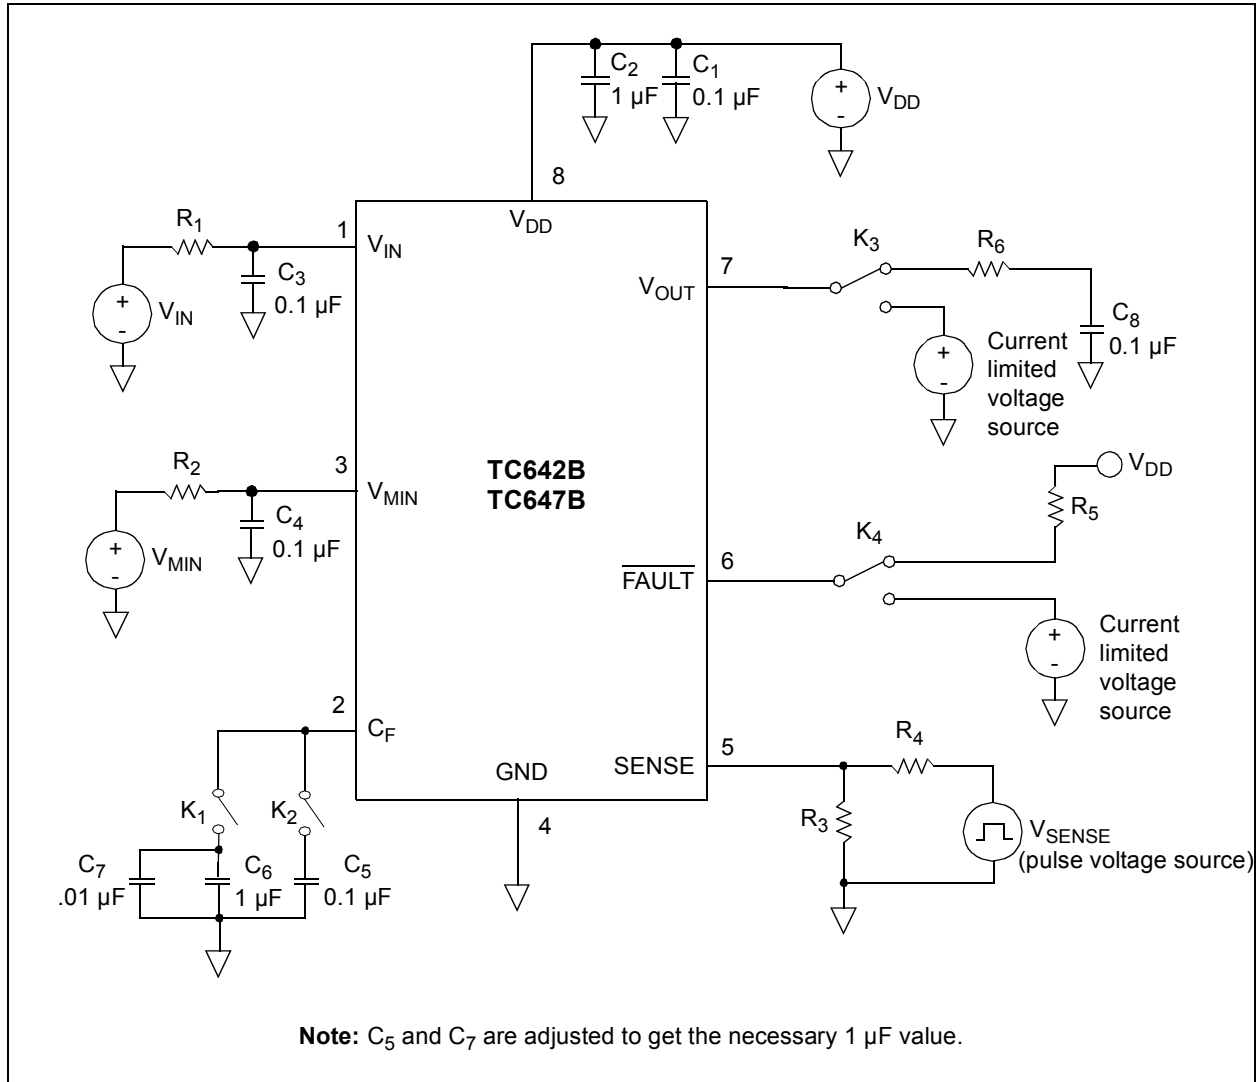 C2
1 µF
C1
0.1 µF
+
-
VDD
8
VDD
R1
1
VIN
C3
0.1 µF
+
-
VIN
7
VOUT
K3
R6
C8
0.1 µF
+
-
Current
limited
voltage
source
R2
3
VMIN
C4
0.1 µF
+
-
VMIN
TC642B
TC647B
VDD
R5
K4
6
FAULT
+
-
Current
limited
voltage
source
2
CF
K1
K2
C7
.01 µF
C6
1 µF
C5
0.1 µF
GND
4
SENSE
5
R4
R3
VSENSE
(pulse voltage source)
Note: C5 and C7 are adjusted to get the necessary 1 µF value.